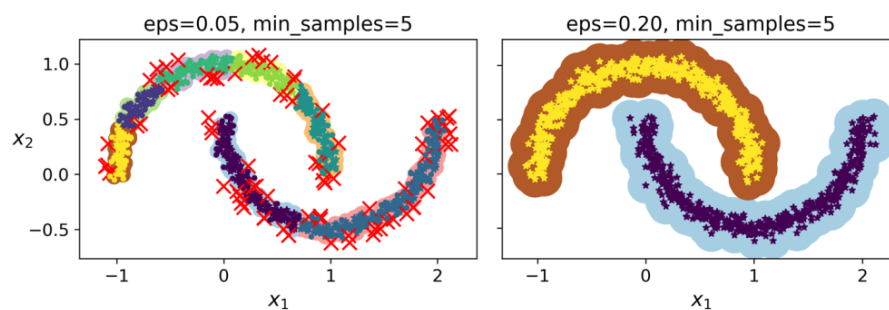 eps=0.05, min_samples=5
eps=0.20, min_samples=5
1.0
0.5
0.0
−0.5
x₂
−1 0 1 2
−1 0 1 2
x₁
x₁